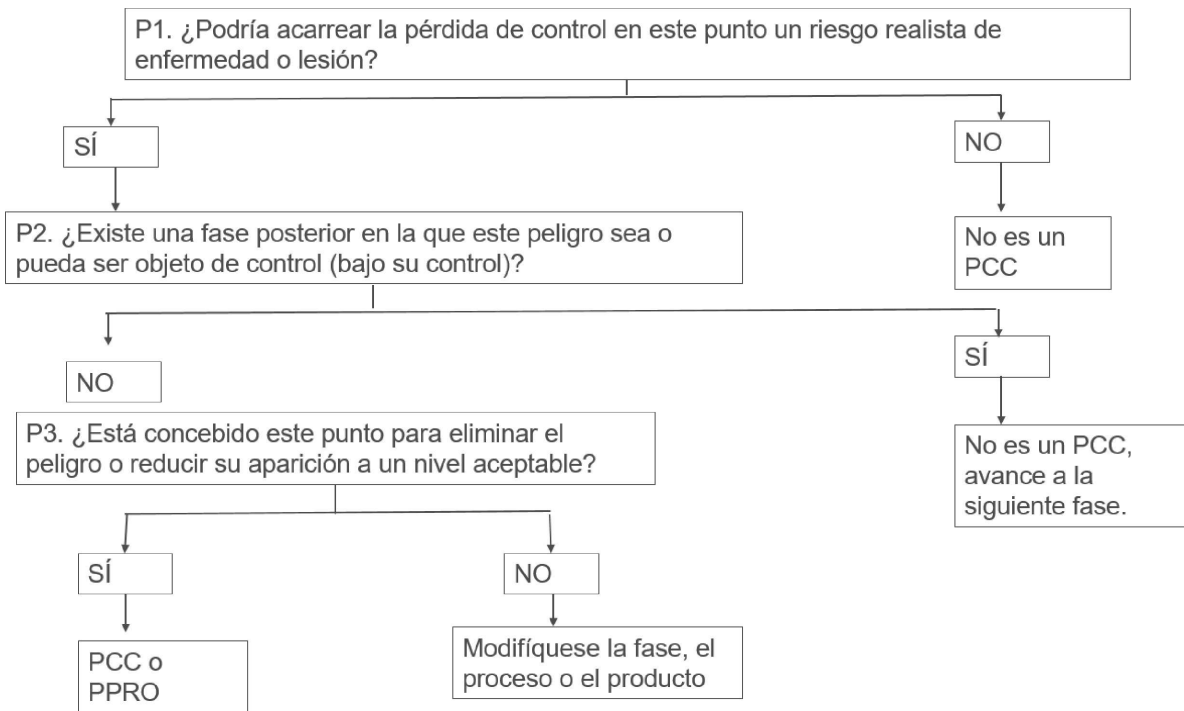 P1. ¿Podría acarrear la pérdida de control en este punto un riesgo realista de
enfermedad o lesión?
SÍ
NO
P2. ¿Existe una fase posterior en la que este peligro sea o
pueda ser objeto de control (bajo su control)?
No es un
PCC
NO
SÍ
P3. ¿Está concebido este punto para eliminar el
peligro o reducir su aparición a un nivel aceptable?
No es un PCC,
avance a la
siguiente fase.
SÍ
NO
PCC o
PPRO
Modifíquese la fase, el
proceso o el producto